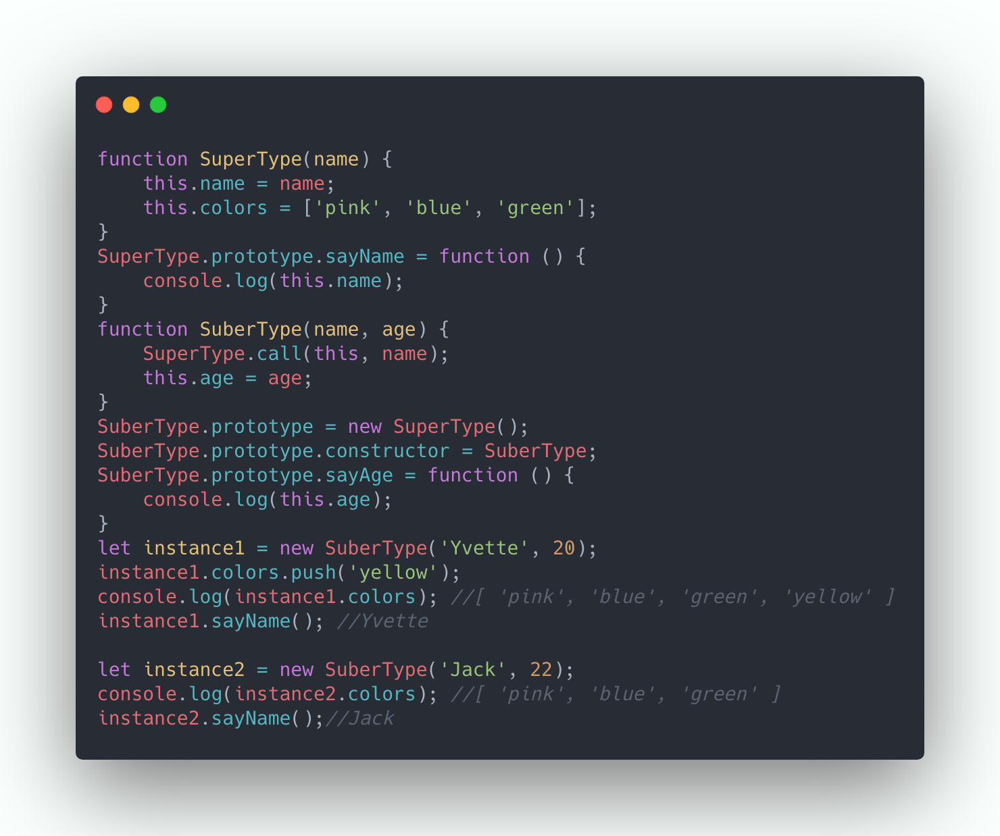 function SuperType(name) {
    this.name = name;
    this.colors = ['pink', 'blue', 'green'];
}
SuperType.prototype.sayName = function () {
    console.log(this.name);
}
function SuberType(name, age) {
    SuperType.call(this, name);
    this.age = age;
}
SuberType.prototype = new SuperType();
SuberType.prototype.constructor = SuberType;
SuberType.prototype.sayAge = function () {
    console.log(this.age);
}
let instance1 = new SuberType('Yvette', 20);
instance1.colors.push('yellow');
console.log(instance1.colors); //[ 'pink', 'blue', 'green', 'yellow' ]
instance1.sayName(); //Yvette

let instance2 = new SuberType('Jack', 22);
console.log(instance2.colors); //[ 'pink', 'blue', 'green' ]
instance2.sayName();//Jack